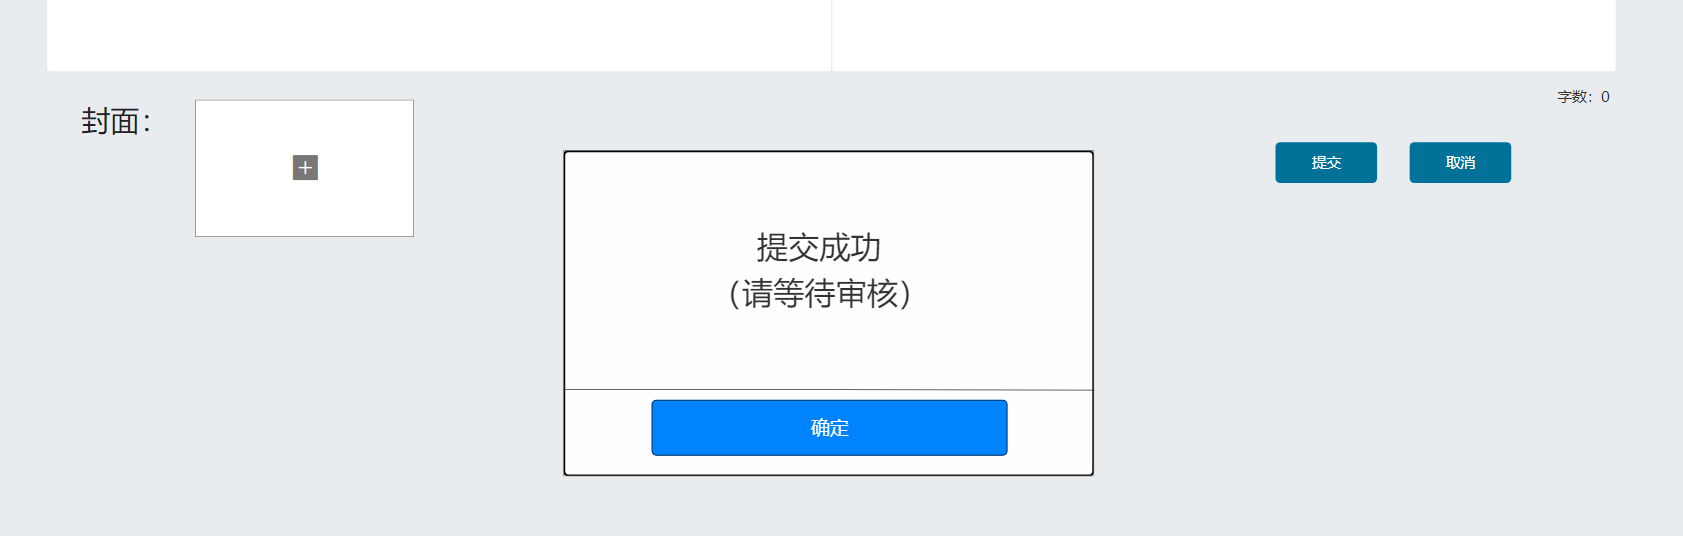 字数：0
封面：
提交
取消
提交成功
（请等待审核）
确定